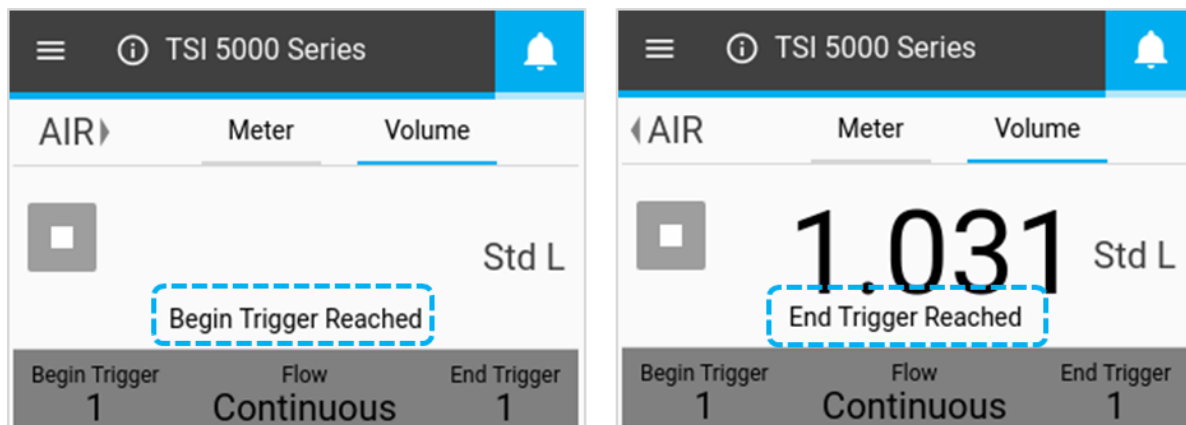 TSI 5000 Series
AIR
Meter
Volume
Std L
Begin Trigger Reached
Begin Trigger
Flow
End Trigger
1
Continuous
1
TSI 5000 Series
AIR
Meter
Volume
1.031
Std L
End Trigger Reached
Begin Trigger
Flow
End Trigger
1
Continuous
1